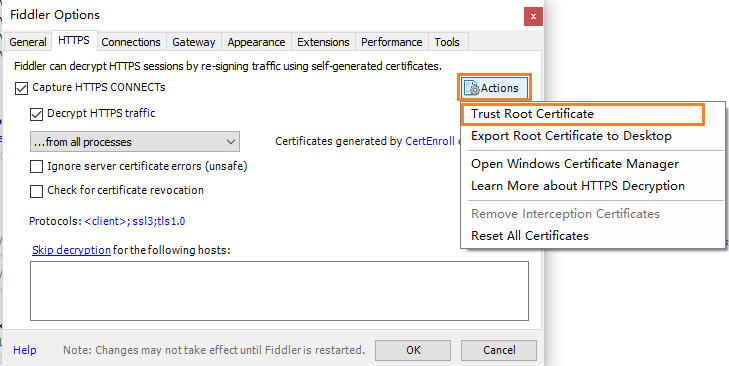 Fiddler Options
General HTTPS Connections Gateway Appearance Extensions Performance Tools
Fiddler can decrypt HTTPS sessions by re-signing traffic using self-generated certificates.
Capture HTTPS CONNECTs
Actions
Decrypt HTTPS traffic
Trust Root Certificate
Export Root Certificate to Desktop
...from all processes
Certificates generated by CertEnroll
Open Windows Certificate Manager
Ignore server certificate errors (unsafe)
Learn More about HTTPS Decryption
Check for certificate revocation
Remove Interception Certificates
Protocols: <client>;ssl3;tls1.0
Reset All Certificates
Skip decryption for the following hosts:
Help
Note: Changes may not take effect until Fiddler is restarted.
OK
Cancel